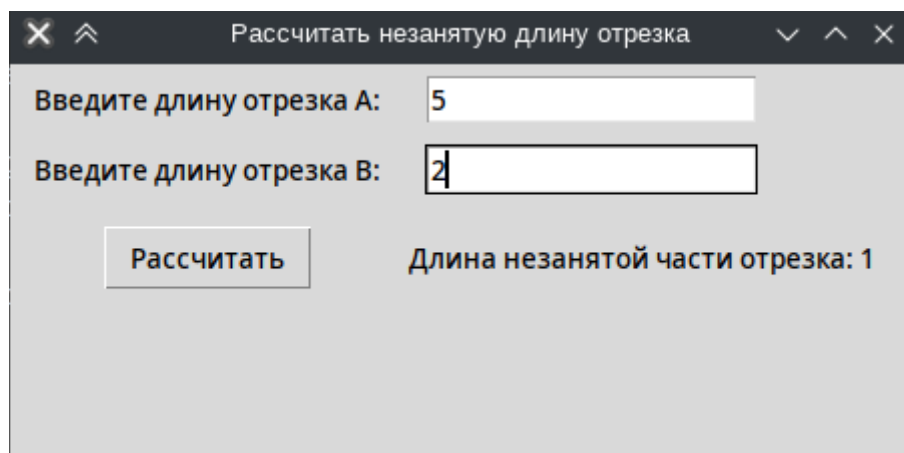 Рассчитать незанятую длину отрезка
Введите длину отрезка A: 5
Введите длину отрезка B: 2
Рассчитать Длина незанятой части отрезка: 1